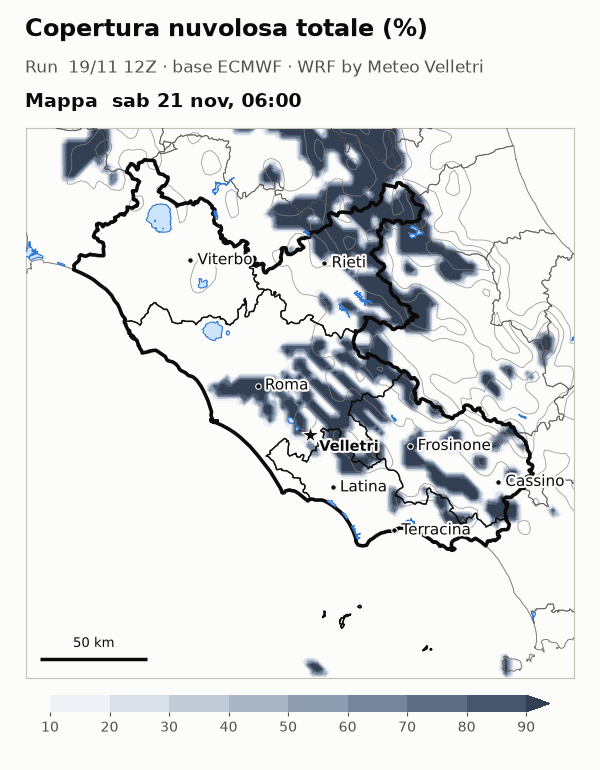 Copertura nuvolosa totale (%)
Run  19/11 12Z · base ECMWF · WRF by Meteo Velletri
Mappa  sab 21 nov, 06:00
Viterbo
Rieti
Roma
Velletri
Frosinone
Latina
Cassino
Terracina
50 km
10 20 30 40 50 60 70 80 90